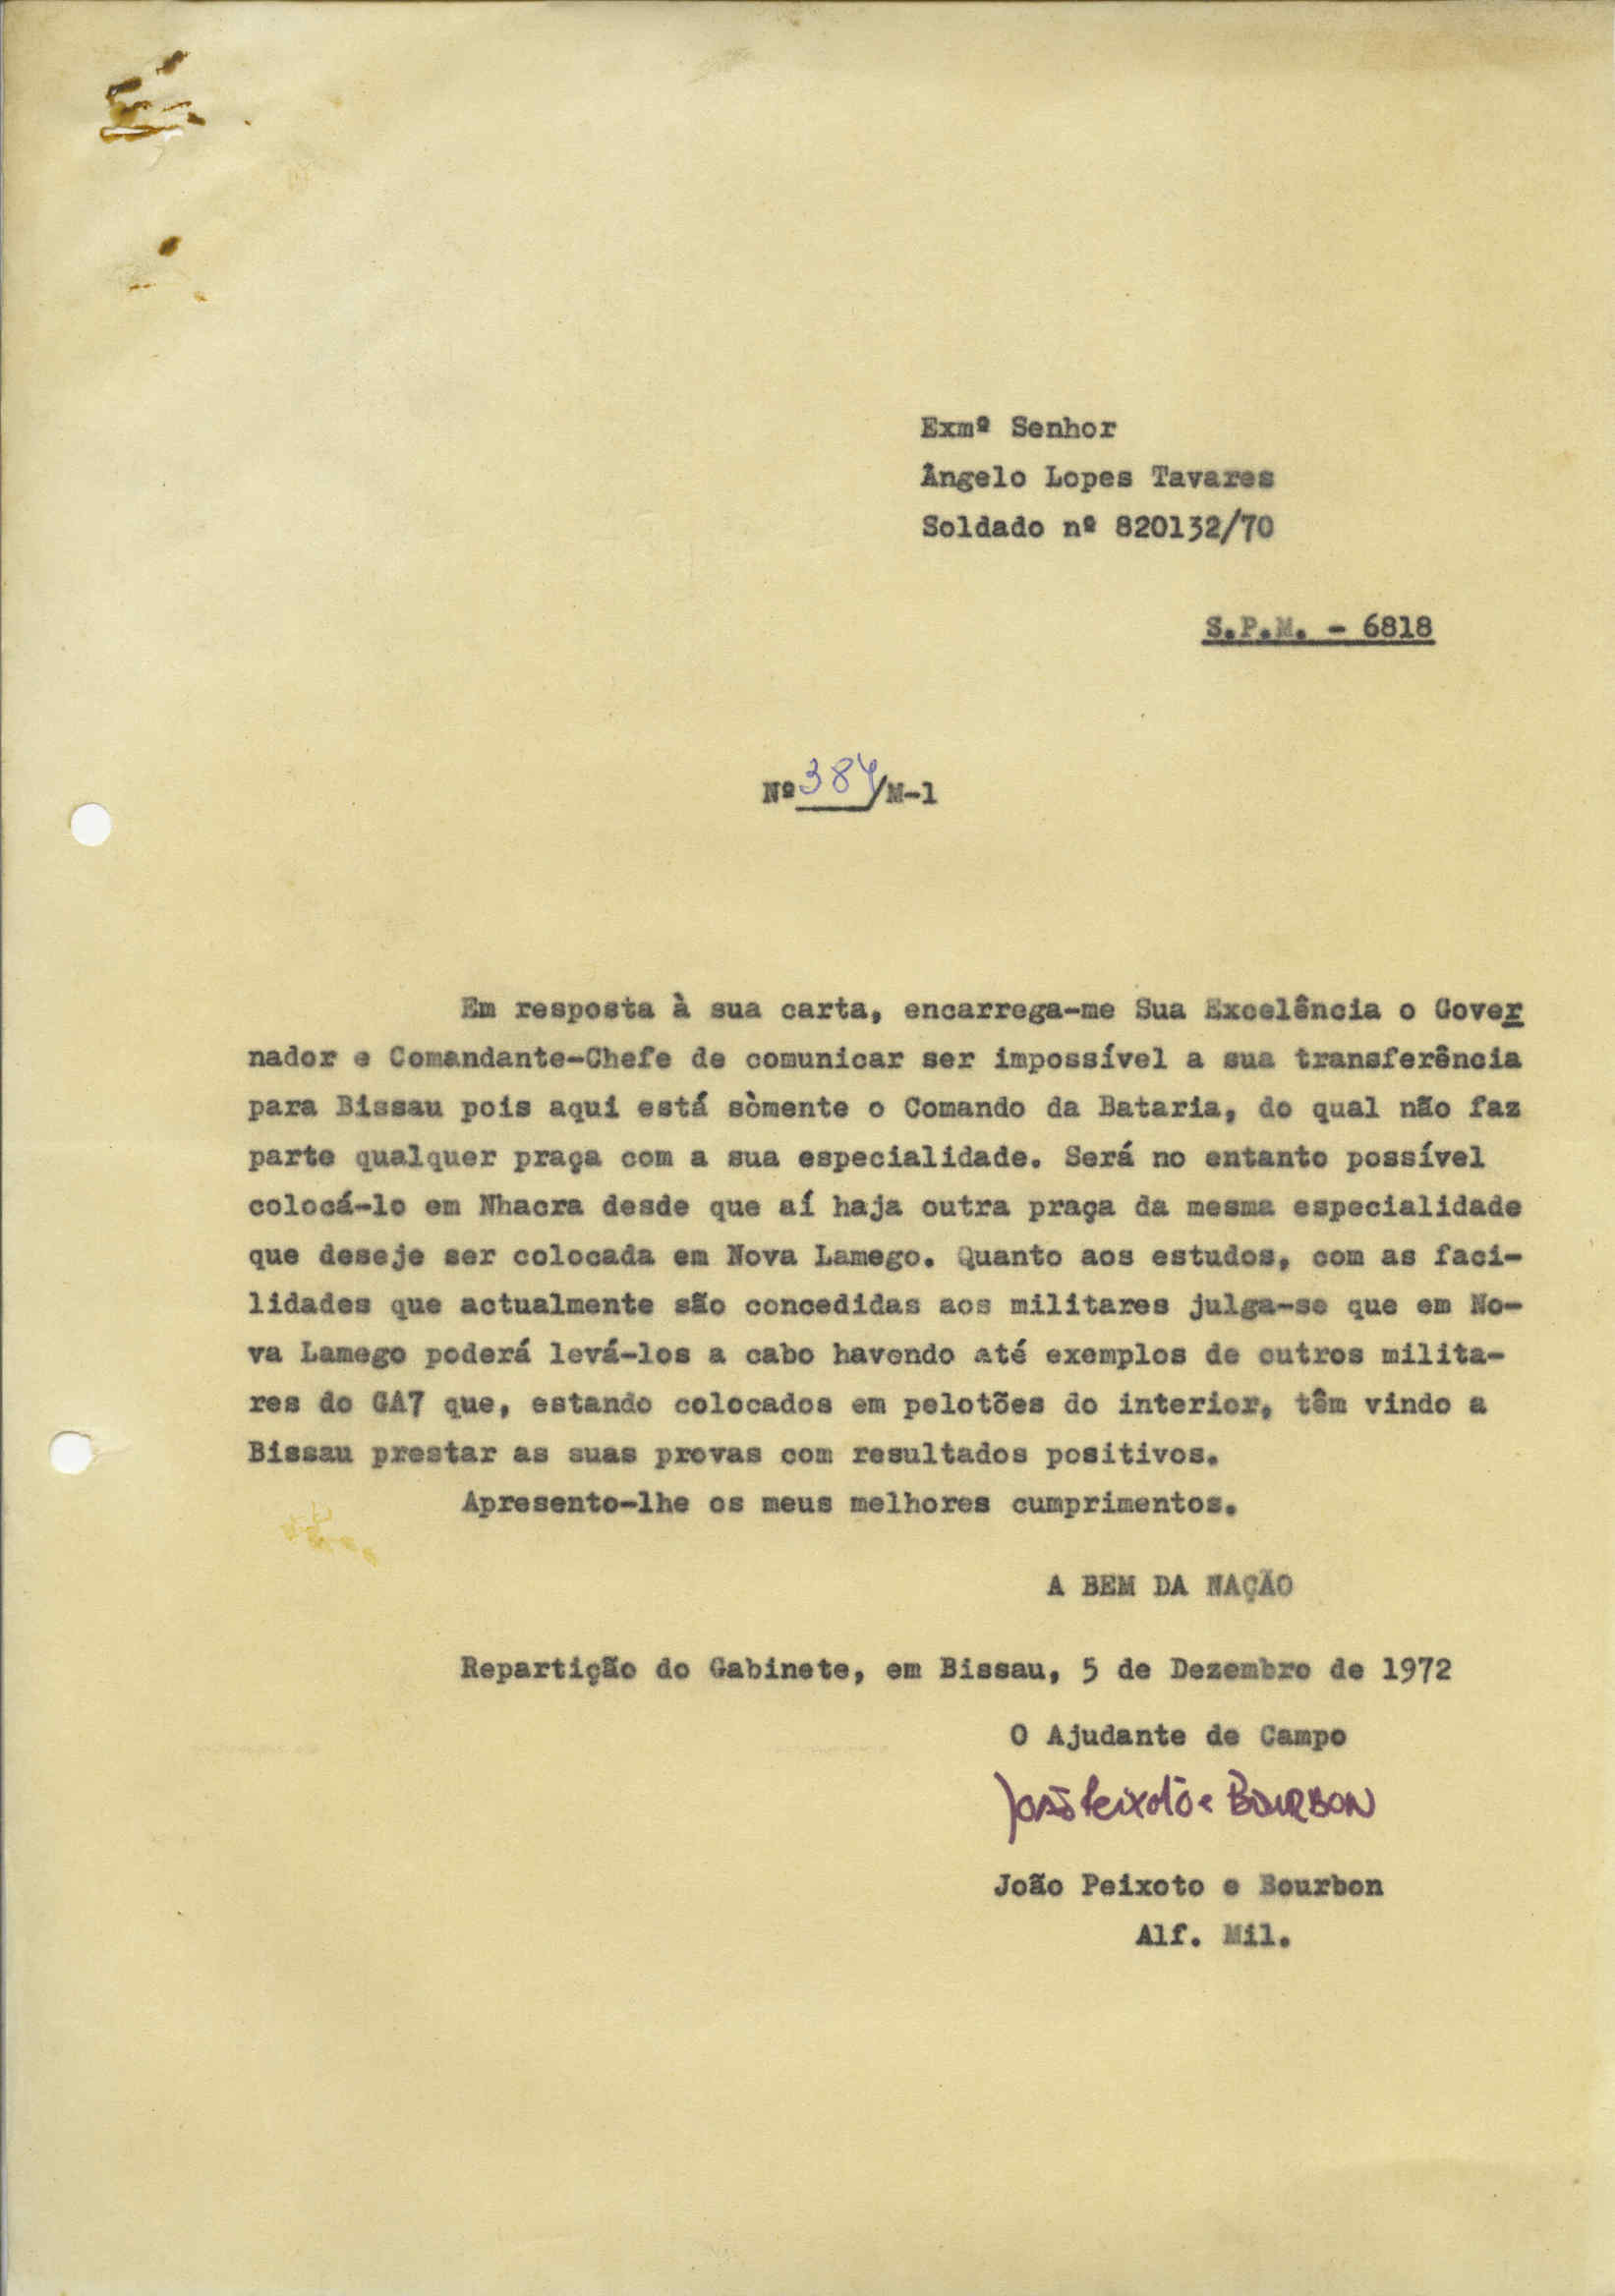 Exmº Senhor
Ângelo Lopes Tavares
Soldado nº 820132/70
S.P.M. - 6818
Nº 384/M-1
Em resposta à sua carta, encarrega-me Sua Excelência o Gover
nador e Comandante-Chefe de comunicar ser impossível a sua transferência
para Bissau pois aqui está sòmente o Comando da Bataria, do qual não faz
parte qualquer praça com a sua especialidade. Será no entanto possível
colocá-lo em Nhacra desde que aí haja outra praça da mesma especialidade
que deseje ser colocada em Nova Lamego. Quanto aos estudos, com as faci-
lidades que actualmente são concedidas aos militares julga-se que em No-
va Lamego poderá levá-los a cabo havendo até exemplos de outros milita-
res do GA7 que, estando colocados em pelotões do interior, têm vindo a
Bissau prestar as suas provas com resultados positivos.
Apresento-lhe os meus melhores cumprimentos.
A BEM DA NAÇÃO
Repartição do Gabinete, em Bissau, 5 de Dezembro de 1972
O Ajudante de Campo
João Peixoto e BOURBON
João Peixoto e Bourbon
Alf. Mil.